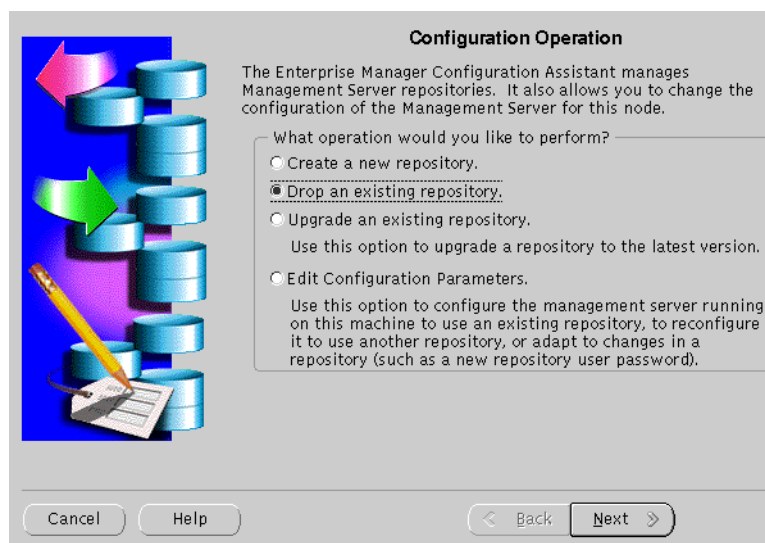 Configuration Operation
The Enterprise Manager Configuration Assistant manages
Management Server repositories.  It also allows you to change the
configuration of the Management Server for this node.
What operation would you like to perform?
Create a new repository.
Drop an existing repository.
Upgrade an existing repository.
Use this option to upgrade a repository to the latest version.
Edit Configuration Parameters.
Use this option to configure the management server running
on this machine to use an existing repository, to reconfigure
it to use another repository, or adapt to changes in a
repository (such as a new repository user password).
Cancel
Help
Back
Next